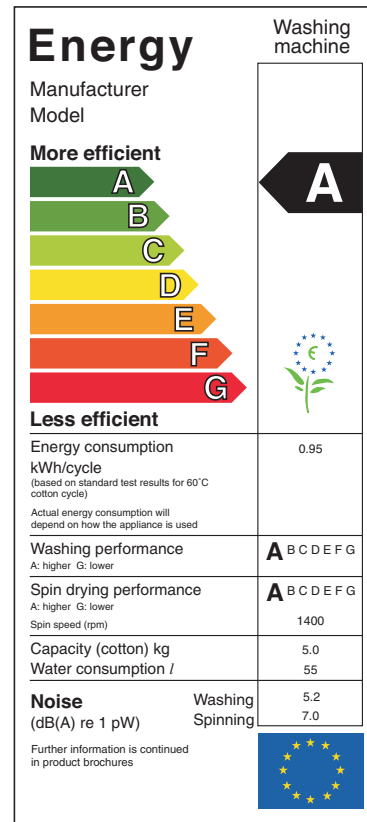 Energy
Washing
machine
Manufacturer
Model
More efficient
A
A
B
C
D
E
F
G
Less efficient
Energy consumption 0.95
kWh/cycle
(based on standard test results for 60˚C
cotton cycle)
Actual energy consumption will
depend on how the appliance is used
Washing performance A B C D E F G
A: higher G: lower
Spin drying performance A B C D E F G
A: higher G: lower
Spin speed (rpm) 1400
Capacity (cotton) kg 5.0
Water consumption l 55
Noise Washing 5.2
(dB(A) re 1 pW) Spinning 7.0
Further information is continued
in product brochures